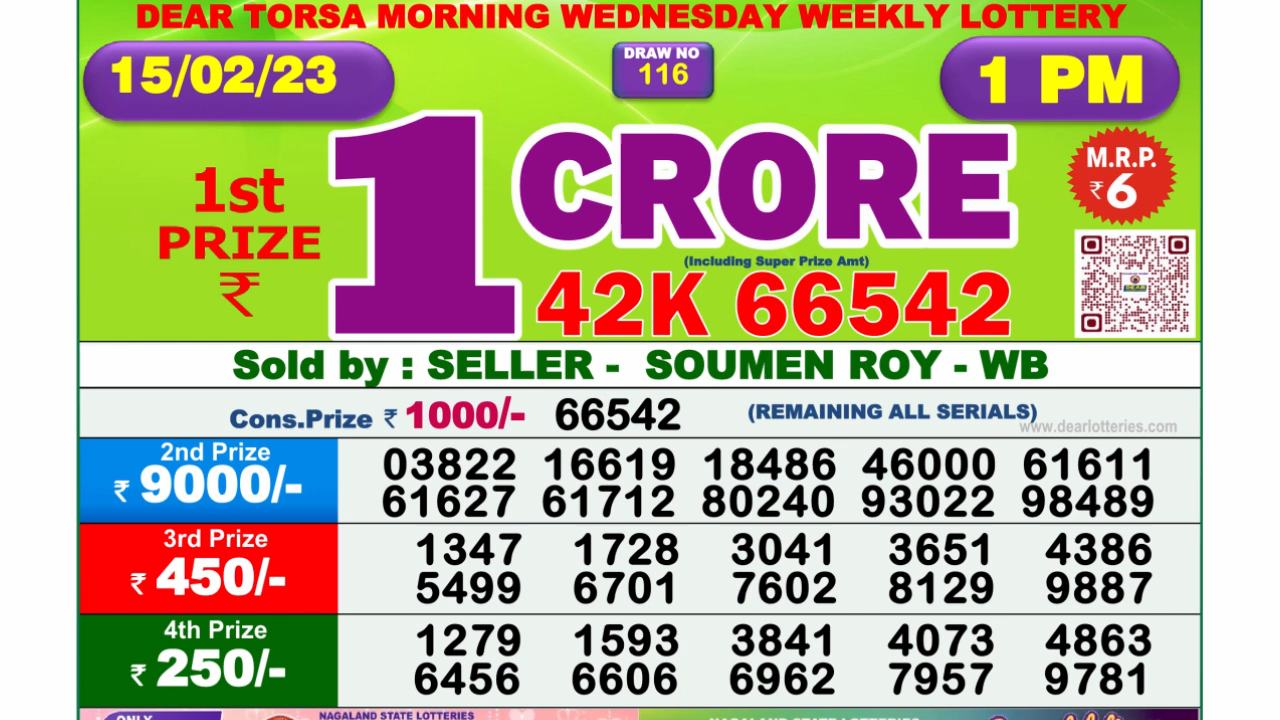 DEAR TORSA MORNING WEDNESDAY WEEKLY LOTTERY
15/02/23
DRAW NO
116
1 PM
1st
PRIZE
₹
1 CRORE
(Including Super Prize Amt)
42K 66542
M.R.P.
₹ 6
Sold by : SELLER - SOUMEN ROY - WB
Cons.Prize ₹ 1000/- 66542 (REMAINING ALL SERIALS)
www.dearlotteries.com
2nd Prize
₹ 9000/-
03822 16619 18486 46000 61611
61627 61712 80240 93022 98489
3rd Prize
₹ 450/-
1347 1728 3041 3651 4386
5499 6701 7602 8129 9887
4th Prize
₹ 250/-
1279 1593 3841 4073 4863
6456 6606 6962 7957 9781
ONLY
NAGALAND STATE LOTTERIES
NAGALAND STATE LOTTERIES